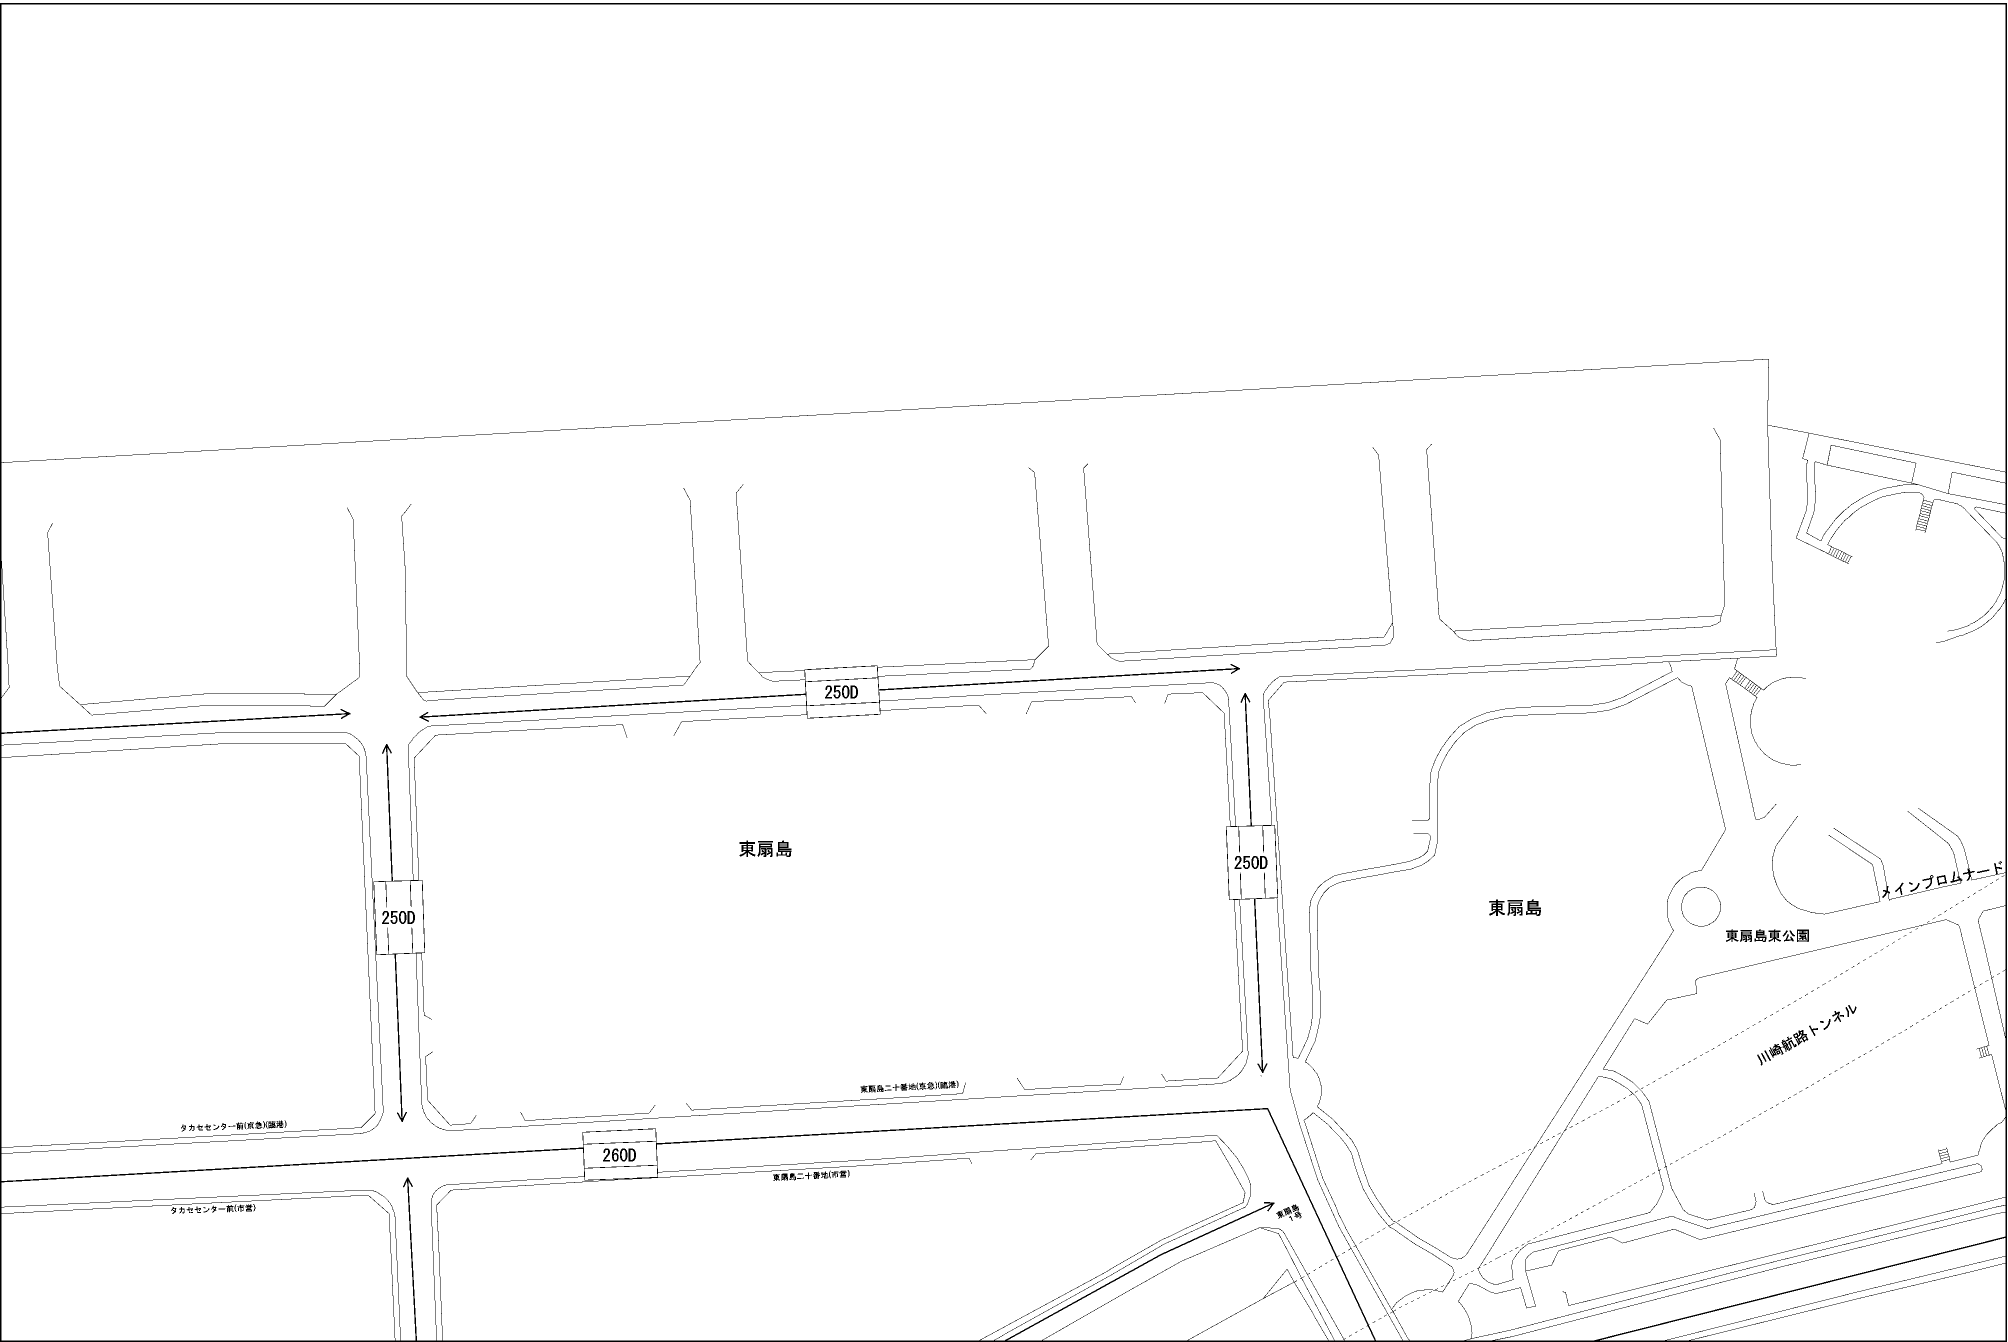 250D
東扇島
250D
250D
東扇島
メインプロムナード
東扇島東公園
川崎航路トンネル
東扇島二十番地(京急)(臨港)
タカセセンター前(京急)(臨港)
260D
東扇島二十番地(市営)
タカセセンター前(市営)
東扇島
1号